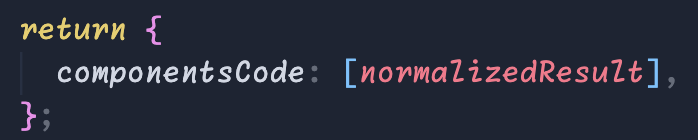 return {
  componentsCode: [normalizedResult],
};